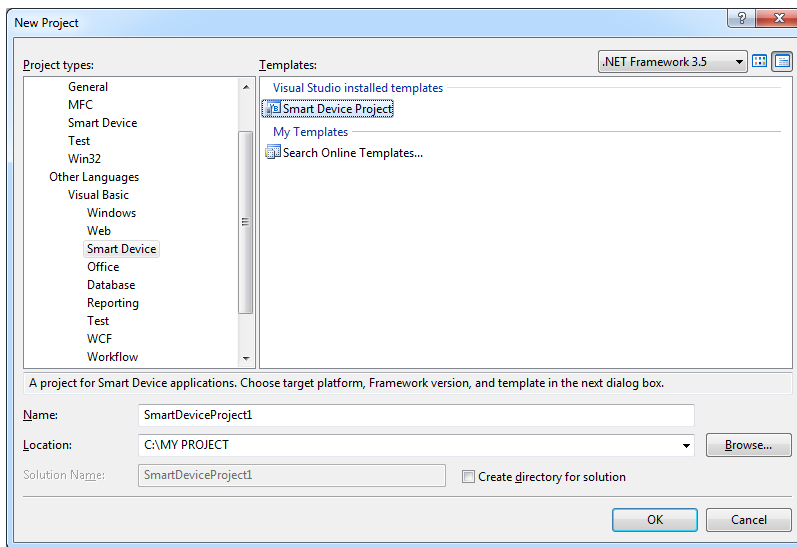 New Project
?
Project types:
Templates:
.NET Framework 3.5
General
MFC
Smart Device
Test
Win32
Other Languages
Visual Basic
Windows
Web
Smart Device
Office
Database
Reporting
Test
WCF
Workflow
Visual Studio installed templates
VB Smart Device Project
My Templates
Search Online Templates...
A project for Smart Device applications. Choose target platform, Framework version, and template in the next dialog box.
Name:
SmartDeviceProject1
Location:
C:\MY PROJECT
Browse...
Solution Name:
SmartDeviceProject1
Create directory for solution
OK
Cancel